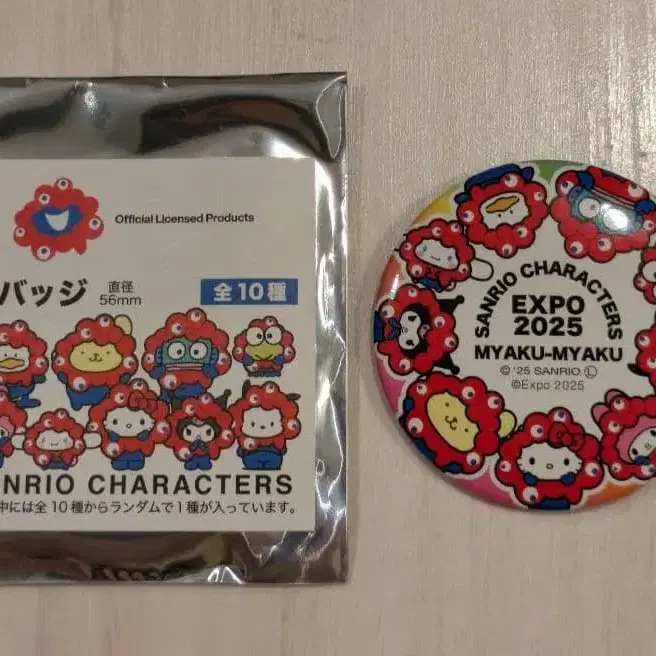 Official Licensed Products
バッジ
直径
56mm
全10種
NRIO CHARACTERS
中には全10種からランダムで1種が入っています。
SANRIO CHARACTERS
EXPO
2025
MYAKU-MYAKU
© '25 SANRIO Ⓛ
©Expo 2025